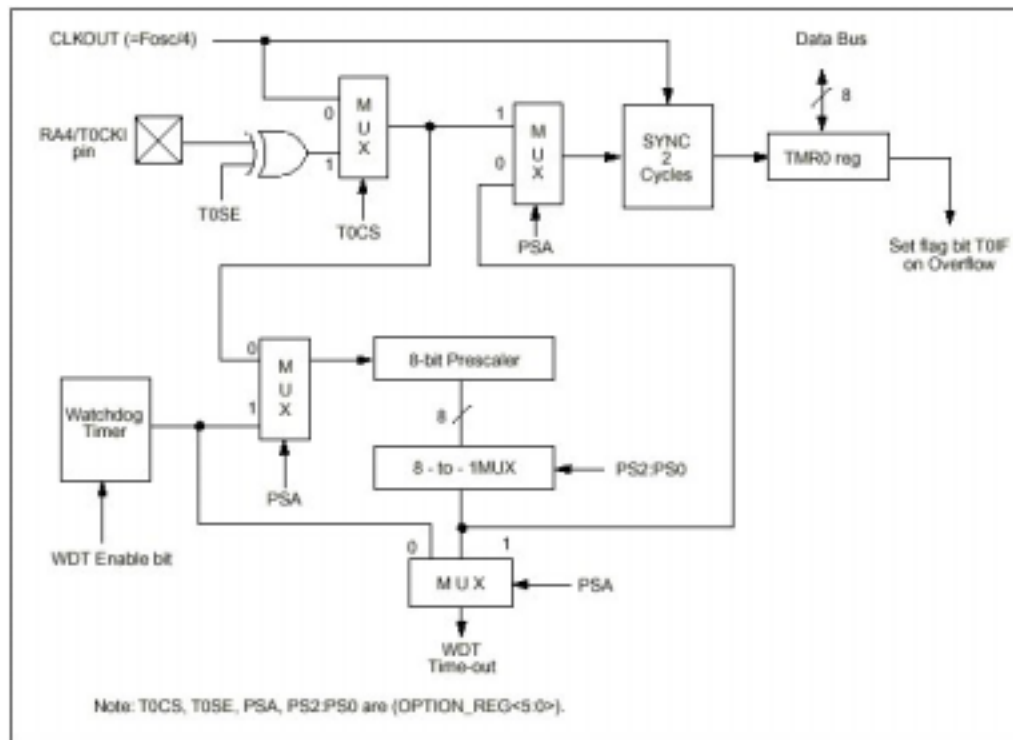 CLKOUT (=Fosc/4)
Data Bus
8
RA4/T0CKI
pin
0
1
M
U
X
1
0
M
U
X
SYNC
2
Cycles
TMR0 reg
T0SE
T0CS
PSA
Set flag bit T0IF
on Overflow
0
1
M
U
X
8-bit Prescaler
Watchdog
Timer
8
8 - to - 1MUX
PS2:PS0
PSA
WDT Enable bit
0
1
M U X
PSA
WDT
Time-out
Note: T0CS, T0SE, PSA, PS2:PS0 are (OPTION_REG<5:0>).